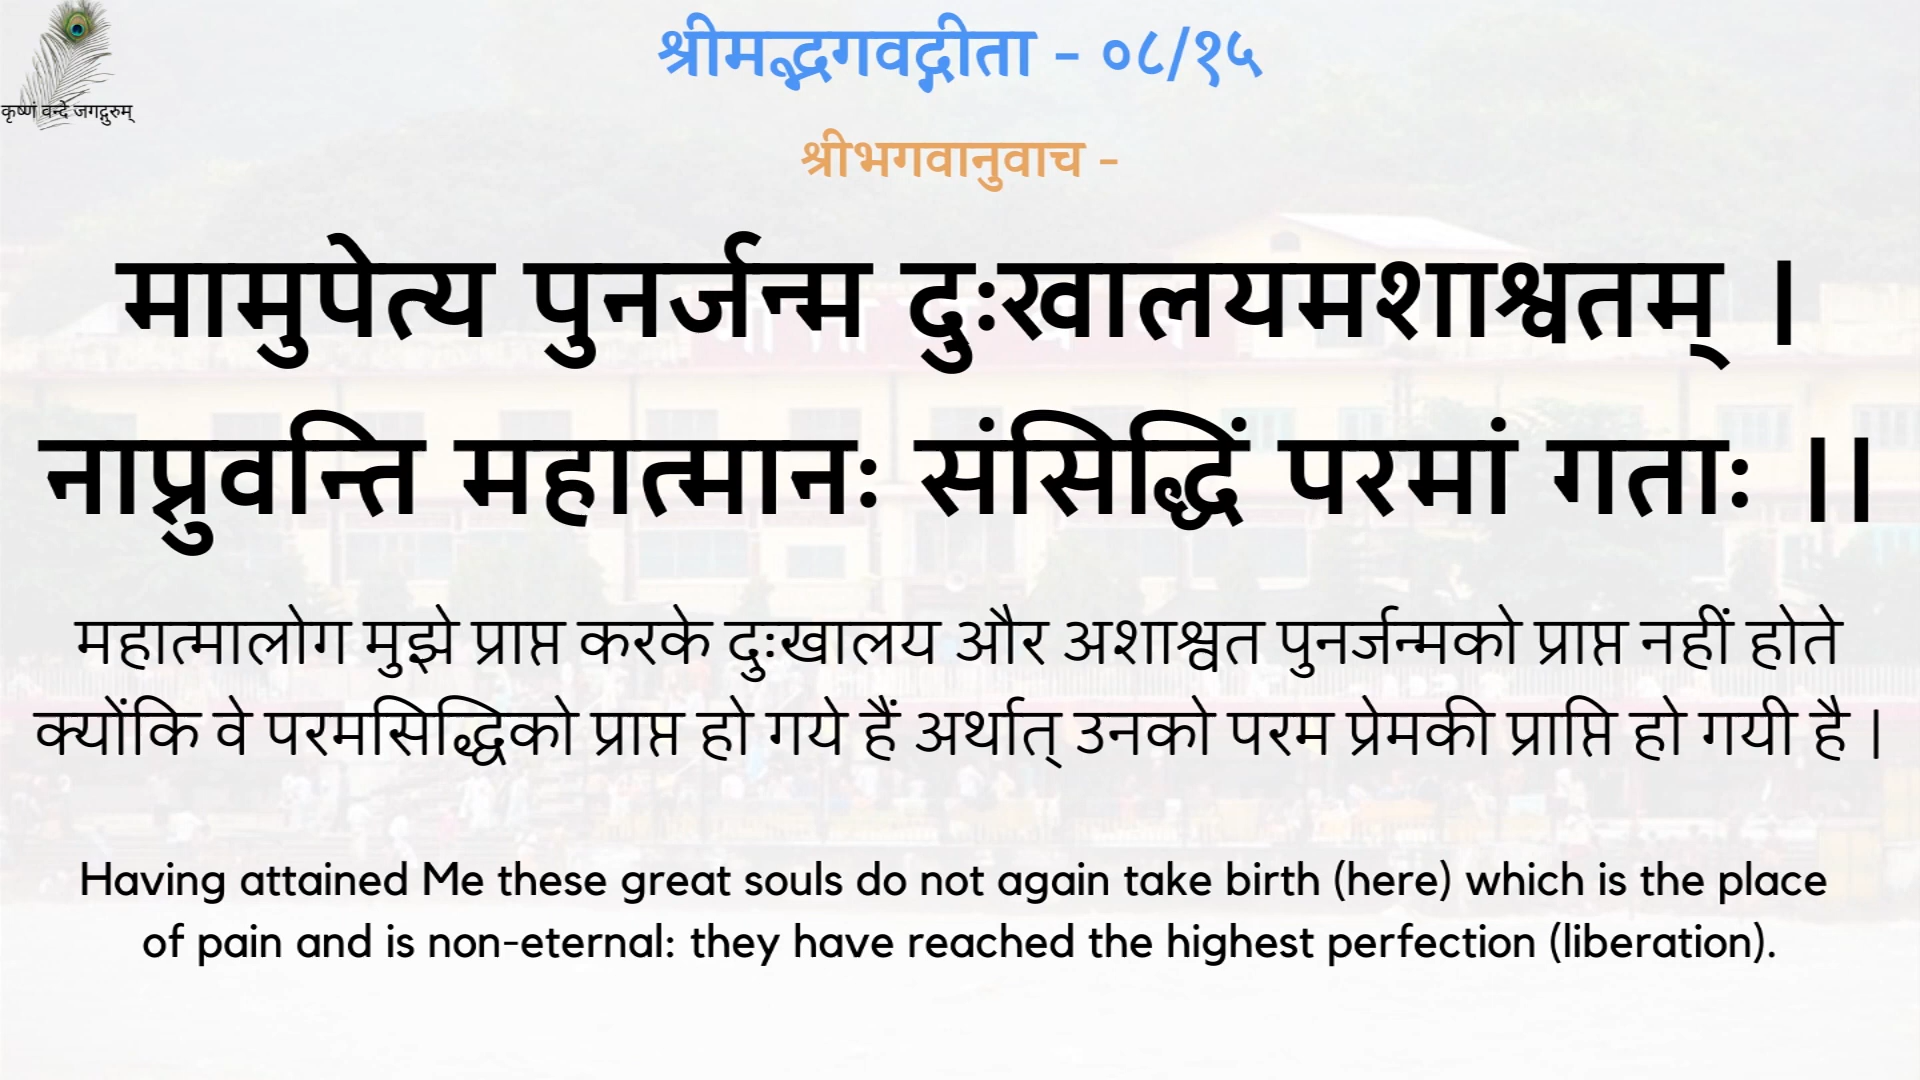 कृष्णं वन्दे जगद्गुरुम्
श्रीमद्भगवद्गीता - ०८/१५
श्रीभगवानुवाच -
मामुपेत्य पुनर्जन्म दुःखालयमशाश्वतम् |
नाप्नुवन्ति महात्मानः संसिद्धिं परमां गताः ||
महात्मालोग मुझे प्राप्त करके दुःखालय और अशाश्वत पुनर्जन्मको प्राप्त नहीं होते
क्योंकि वे परमसिद्धिको प्राप्त हो गये हैं अर्थात् उनको परम प्रेमकी प्राप्ति हो गयी है |
Having attained Me these great souls do not again take birth (here) which is the place
of pain and is non-eternal: they have reached the highest perfection (liberation).